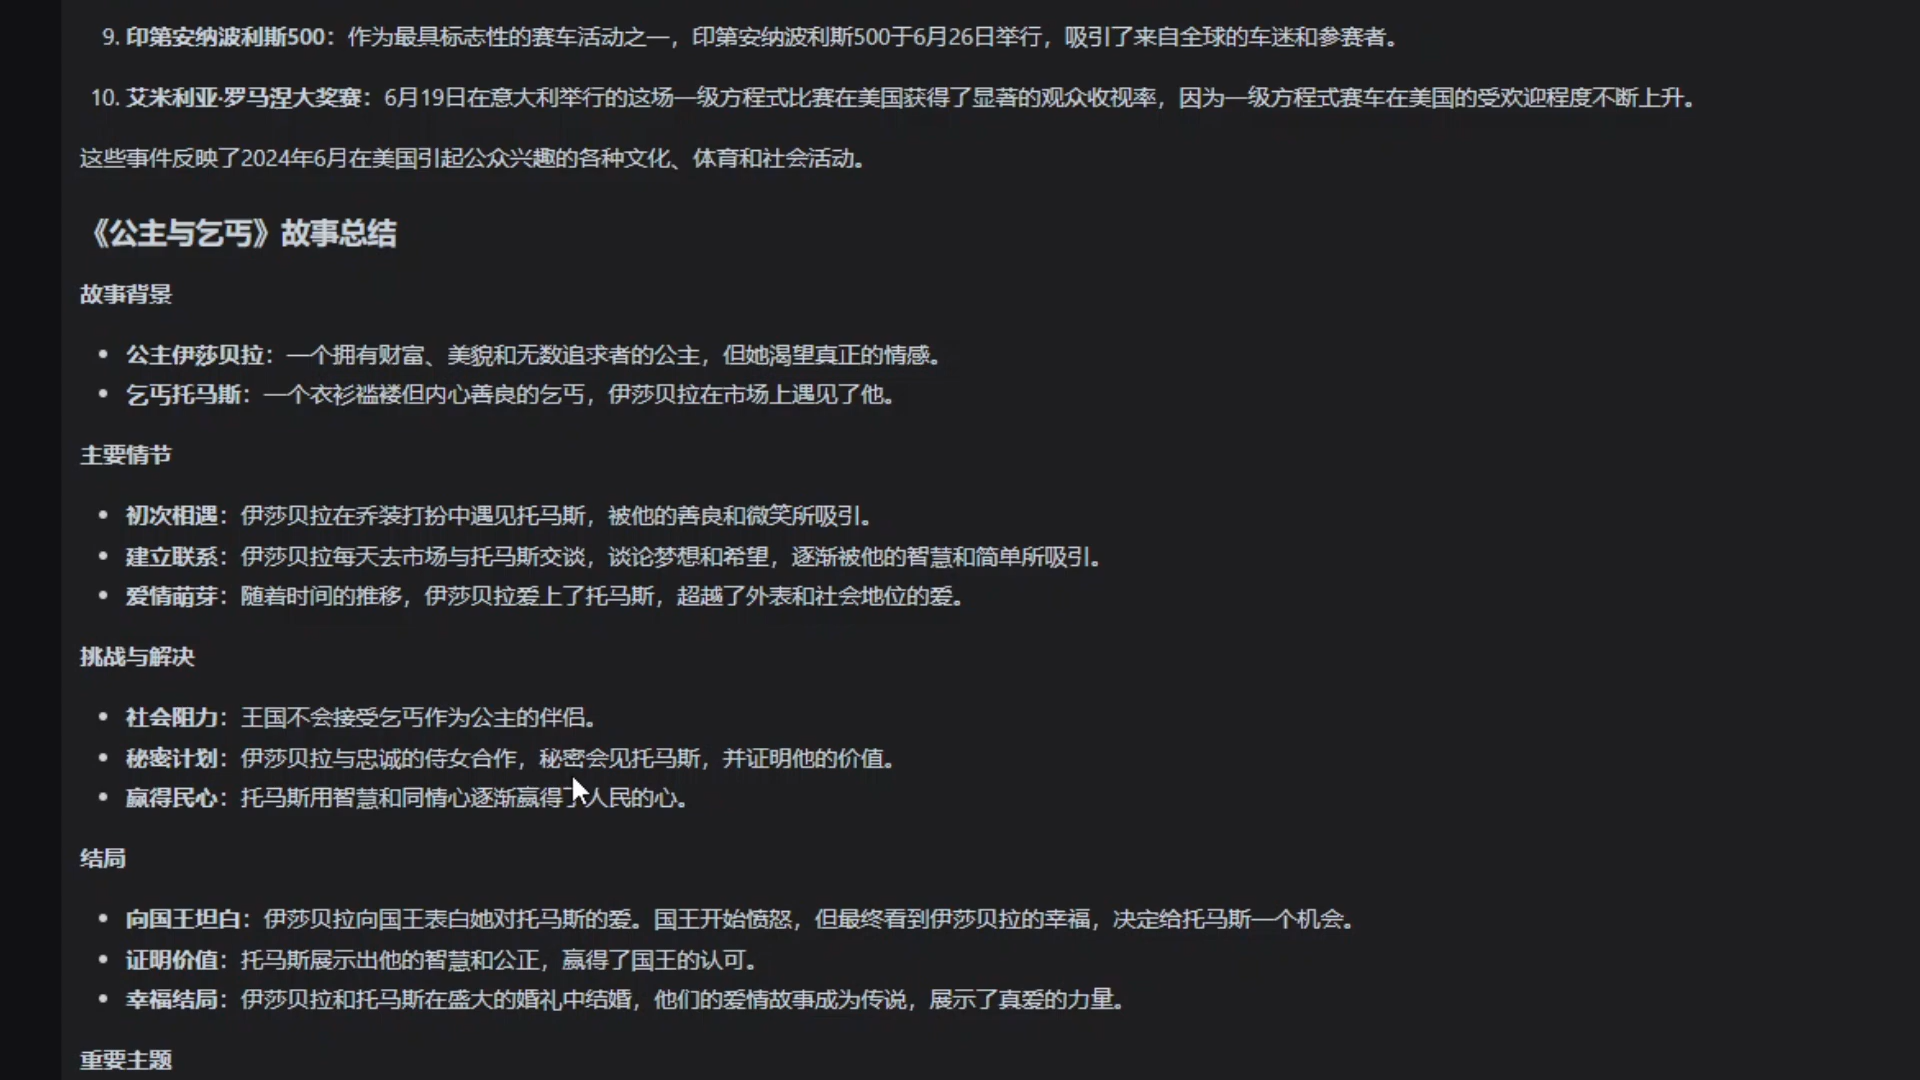 9. 印第安纳波利斯500：作为最具标志性的赛车活动之一，印第安纳波利斯500于6月26日举行，吸引了来自全球的车迷和参赛者。
10. 艾米利亚·罗马涅大奖赛：6月19日在意大利举行的这场一级方程式比赛在美国获得了显著的观众收视率，因为一级方程式赛车在美国的受欢迎程度不断上升。
这些事件反映了2024年6月在美国引起公众兴趣的各种文化、体育和社会活动。
《公主与乞丐》故事总结
故事背景
• 公主伊莎贝拉：一个拥有财富、美貌和无数追求者的公主，但她渴望真正的情感。
• 乞丐托马斯：一个衣衫褴褛但内心善良的乞丐，伊莎贝拉在市场上遇见了他。
主要情节
• 初次相遇：伊莎贝拉在乔装打扮中遇见托马斯，被他的善良和微笑所吸引。
• 建立联系：伊莎贝拉每天去市场与托马斯交谈，谈论梦想和希望，逐渐被他的智慧和简单所吸引。
• 爱情萌芽：随着时间的推移，伊莎贝拉爱上了托马斯，超越了外表和社会地位的爱。
挑战与解决
• 社会阻力：王国不会接受乞丐作为公主的伴侣。
• 秘密计划：伊莎贝拉与忠诚的侍女合作，秘密会见托马斯，并证明他的价值。
• 赢得民心：托马斯用智慧和同情心逐渐赢得了人民的心。
结局
• 向国王坦白：伊莎贝拉向国王表白她对托马斯的爱。国王开始愤怒，但最终看到伊莎贝拉的幸福，决定给托马斯一个机会。
• 证明价值：托马斯展示出他的智慧和公正，赢得了国王的认可。
• 幸福结局：伊莎贝拉和托马斯在盛大的婚礼中结婚，他们的爱情故事成为传说，展示了真爱的力量。
重要主题